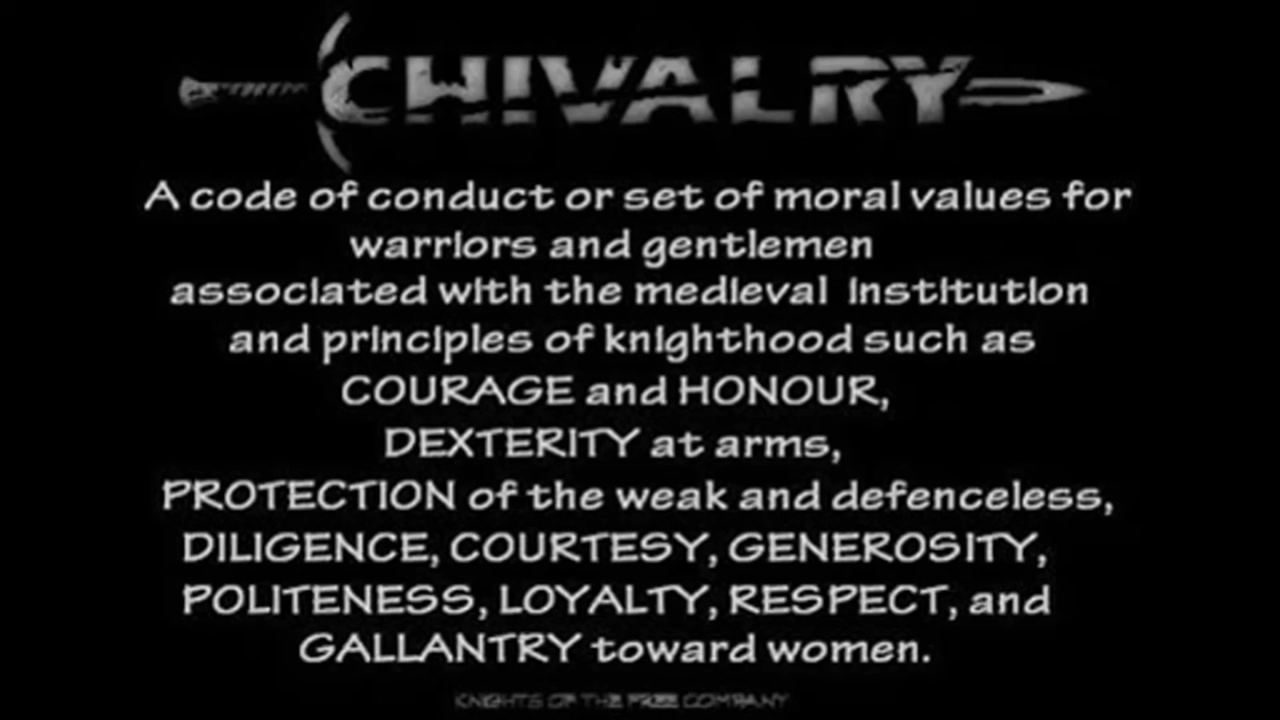 CHIVALRY
A code of conduct or set of moral values for
warriors and gentlemen
associated with the medieval institution
and principles of knighthood such as
COURAGE and HONOUR,
DEXTERITY at arms,
PROTECTION of the weak and defenceless,
DILIGENCE, COURTESY, GENEROSITY,
POLITENESS, LOYALTY, RESPECT, and
GALLANTRY toward women.
KNIGHTS OF THE FREE COMPANY